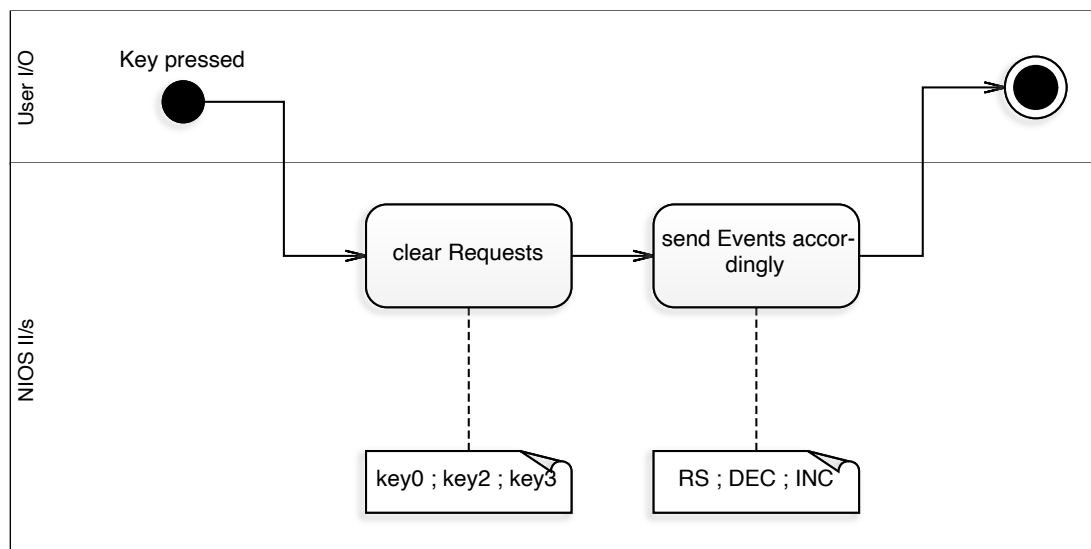 User I/O
Key pressed
NIOS II/s
clear Requests
send Events accor-
dingly
key0 ; key2 ; key3
RS ; DEC ; INC